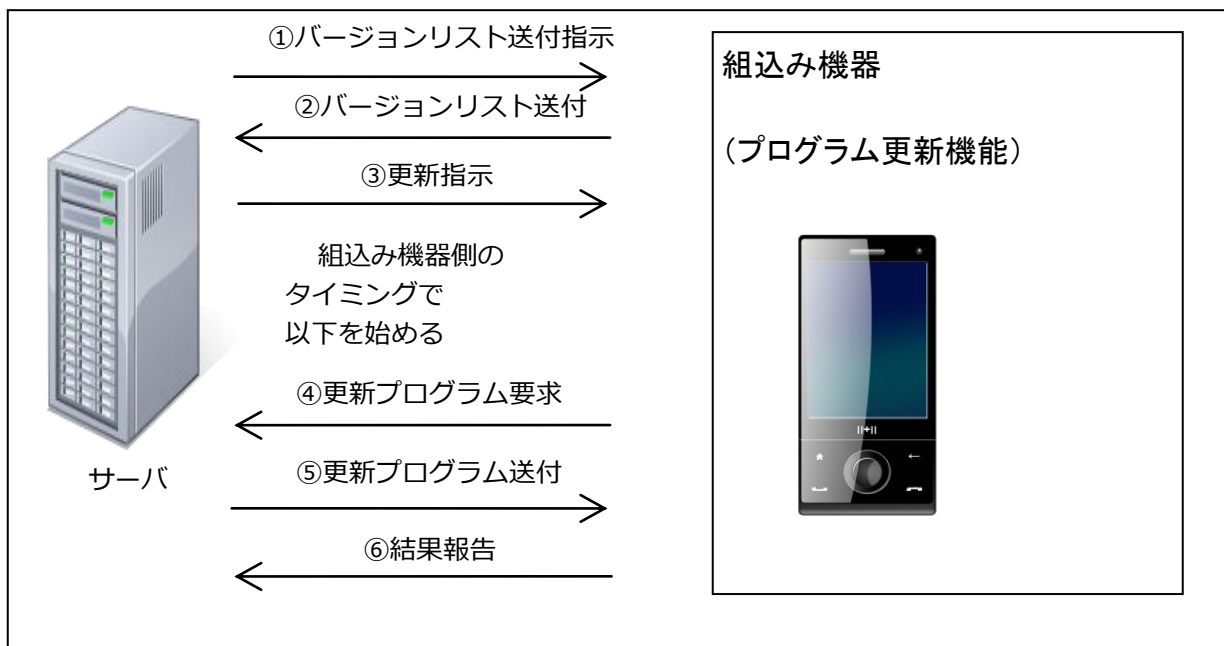 ①バージョンリスト送付指示
②バージョンリスト送付
③更新指示
組込み機器側の
タイミングで
以下を始める
④更新プログラム要求
⑤更新プログラム送付
⑥結果報告
サーバ
組込み機器
（プログラム更新機能）